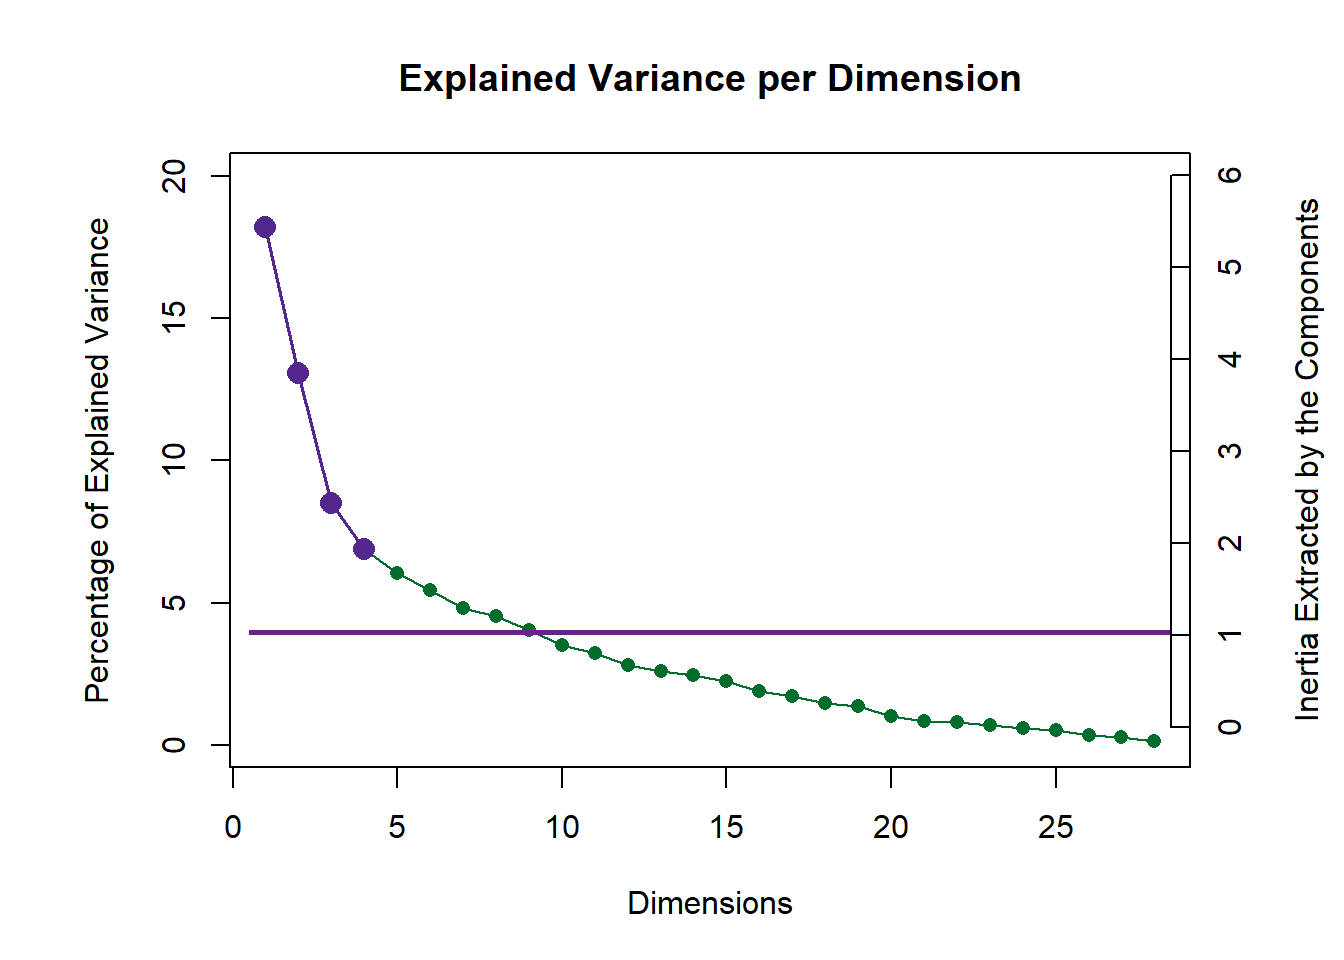 Explained Variance per Dimension
Percentage of Explained Variance
20
15
10
5
0
6
5
4
3
2
1
0
Inertia Extracted by the Components
0 5 10 15 20 25
Dimensions